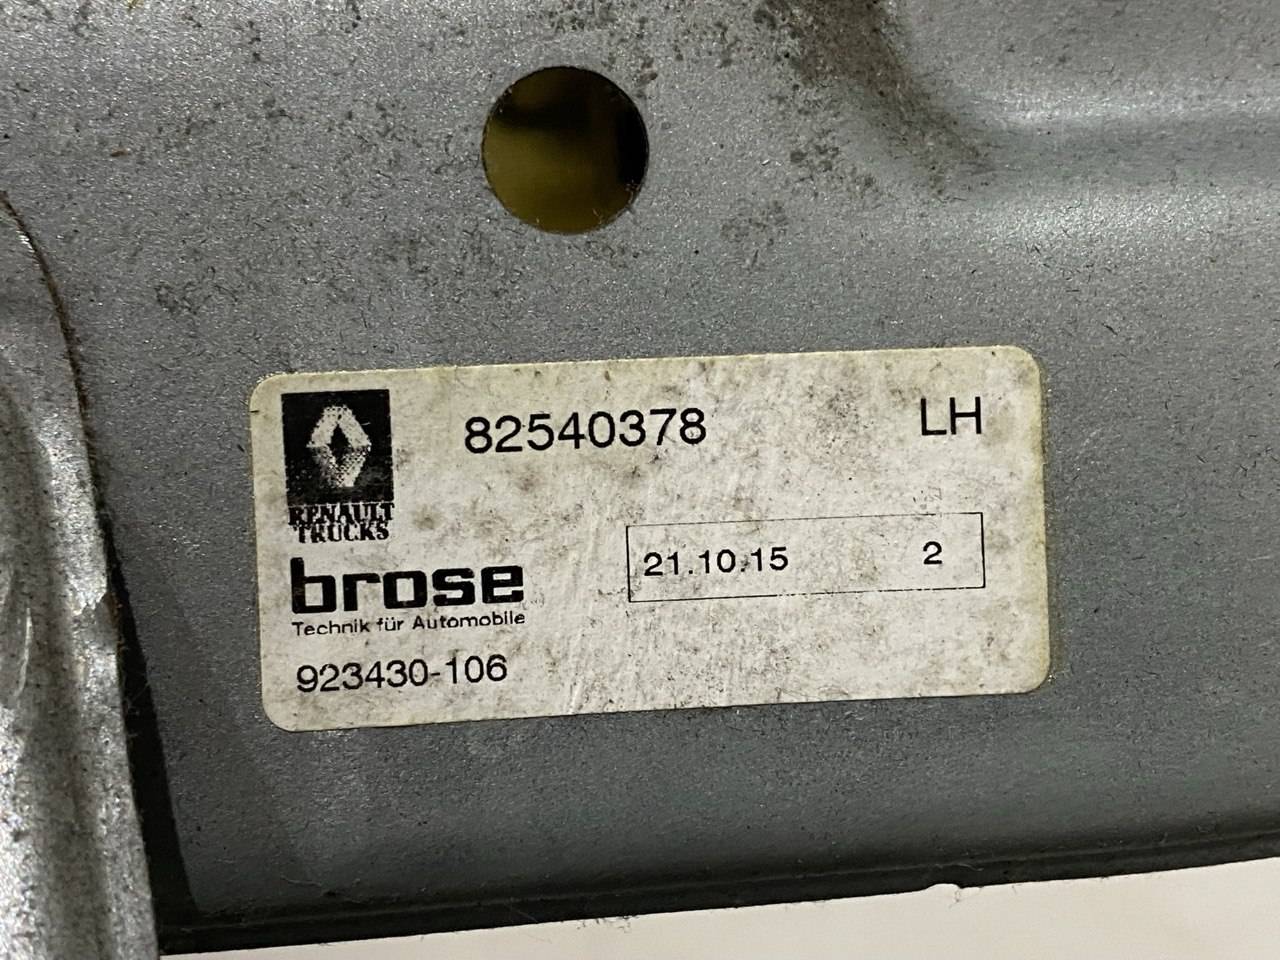 82540378 LH
RENAULT
TRUCKS
21.10.15 2
brose
Technik für Automobile
923430-106